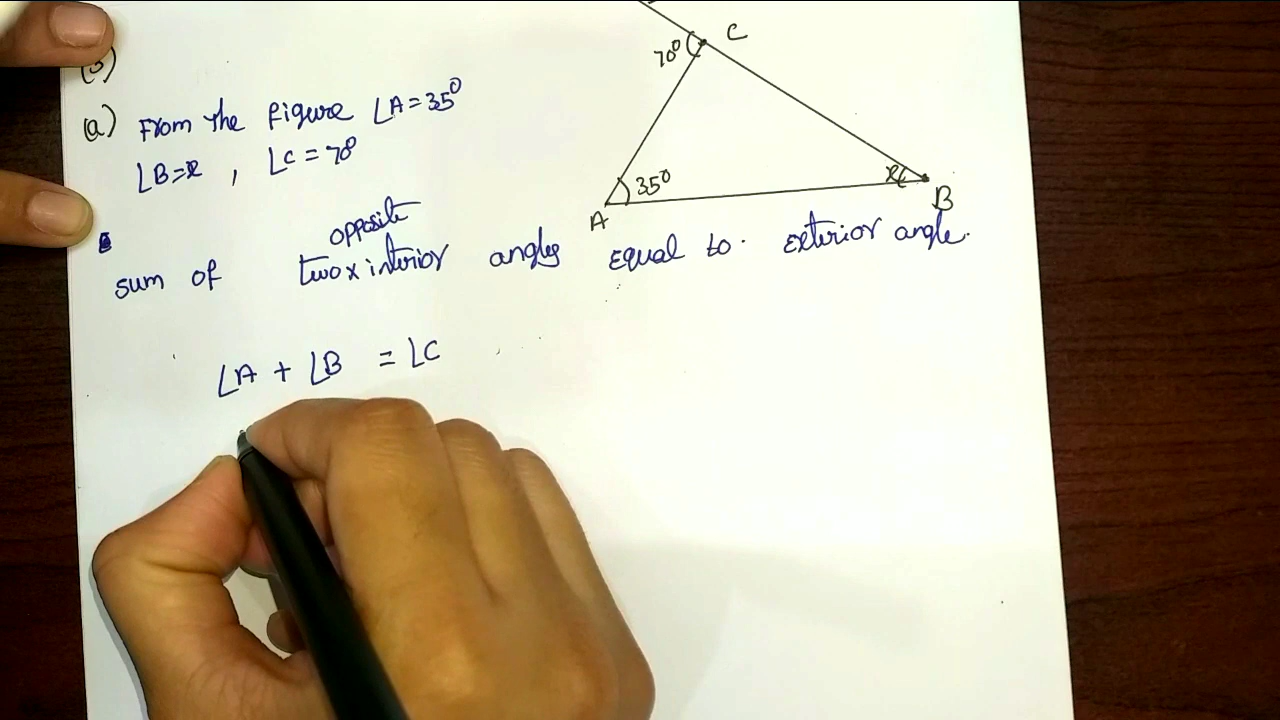 70° C
(a) From the figure ∠A=35°
∠B=x , ∠C=70°
35° x
A B
opposite
sum of two x interior angles equal to. exterior angle.
∠A + ∠B = ∠C